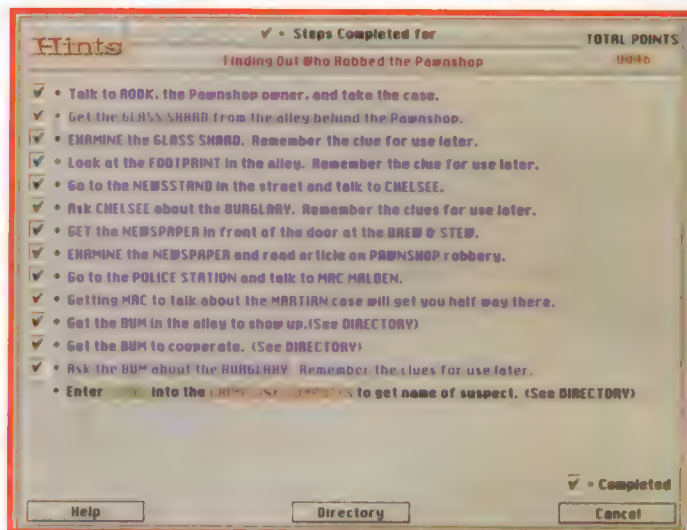 Hints
✓ = Steps Completed for
TOTAL POINTS
Finding Out Who Robbed the Pawnshop
0046
✓ • Talk to ROOK, the Pawnshop owner, and take the case.
✓ • Get the GLASS SHARD from the alley behind the Pawnshop.
✓ • EXAMINE the GLASS SHARD. Remember the clue for use later.
✓ • Look at the FOOTPRINT in the alley. Remember the clue for use later.
✓ • Go to the NEWSSTAND in the street and talk to CHELSEE.
✓ • Ask CHELSEE about the BURGLARY. Remember the clues for use later.
✓ • GET the NEWSPAPER in front of the door at the BREW & STEW.
✓ • EXAMINE the NEWSPAPER and read article on PAWNSHOP robbery.
✓ • Go to the POLICE STATION and talk to MAC MALDEN.
✓ • Getting MAC to talk about the MARTIAN case will get you half way there.
✓ • Get the BUM in the alley to show up.(See DIRECTORY)
✓ • Get the BUM to cooperate. (See DIRECTORY)
✓ • Ask the BUM about the BURGLARY. Remember the clues for use later.
• Enter into the to get name of suspect. (See DIRECTORY)
✓ = Completed
Help
Directory
Cancel